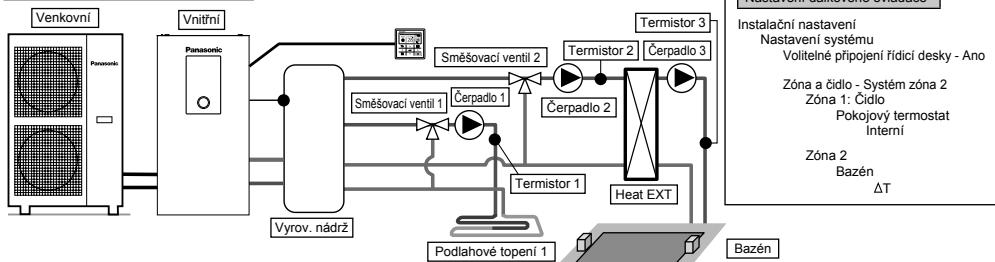 Venkovní
Vnitřní
Panasonic
Panasonic
Směšovací ventil 2
Termistor 2
Termistor 3
Čerpadlo 3
Směšovací ventil 1
Čerpadlo 1
Čerpadlo 2
Termistor 1
Heat EXT
Vyrov. nádrž
Podlahové topení 1
Bazén
Nastavení dálkového ovladače
Instalační nastavení
Nastavení systému
Volitelné připojení řídicí desky - Ano
Zóna a čidlo - Systém zóna 2
Zóna 1: Čidlo
Pokojový termostat
Interní
Zóna 2
Bazén
ΔT